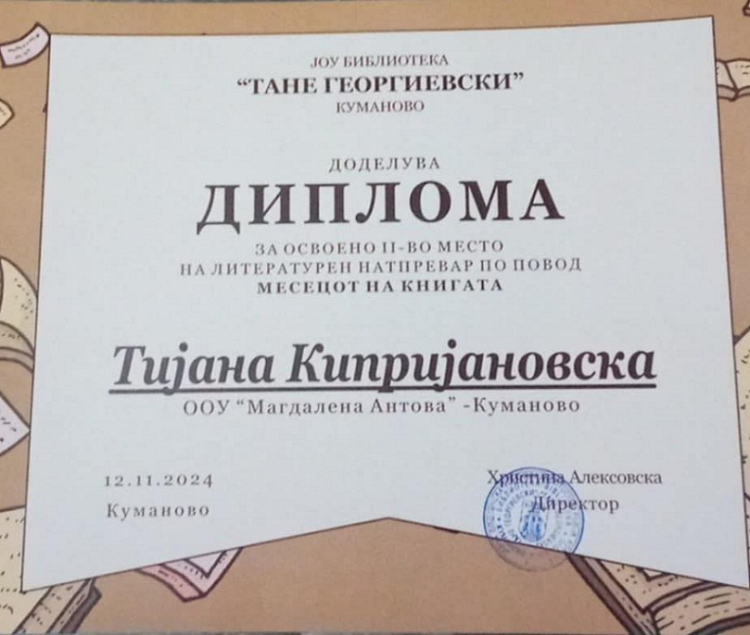 ЈОУ БИБЛИОТЕКА
“ТАНЕ ГЕОРГИЕВСКИ”
КУМАНОВО
ДОДЕЛУВА
ДИПЛОМА
ЗА ОСВОЕНО II-ВО МЕСТО
НА ЛИТЕРАТУРЕН НАТПРЕВАР ПО ПОВОД
МЕСЕЦОТ НА КНИГАТА
Тијана Кипријановска
ООУ “Магдалена Антова” -Куманово
12.11.2024
Куманово
Христина Алексовска
Директор